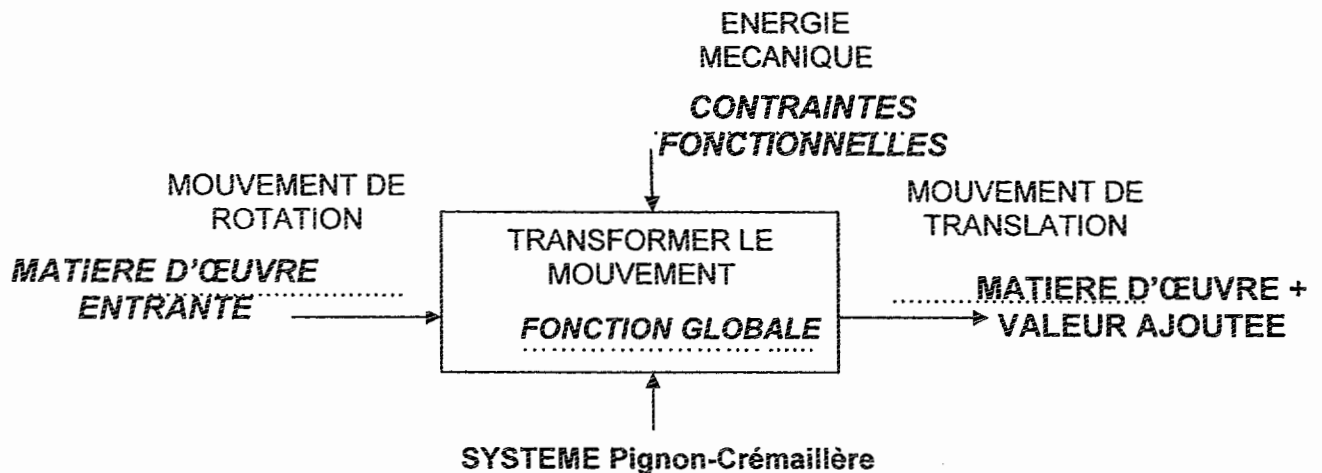 ENERGIE
MECANIQUE
CONTRAINTES
FONCTIONNELLES
MOUVEMENT DE
ROTATION
MATIERE D'ŒUVRE
ENTRANTE
TRANSFORMER LE
MOUVEMENT
FONCTION GLOBALE
MOUVEMENT DE
TRANSLATION
MATIERE D'ŒUVRE +
VALEUR AJOUTEE
SYSTEME Pignon-Crémaillère